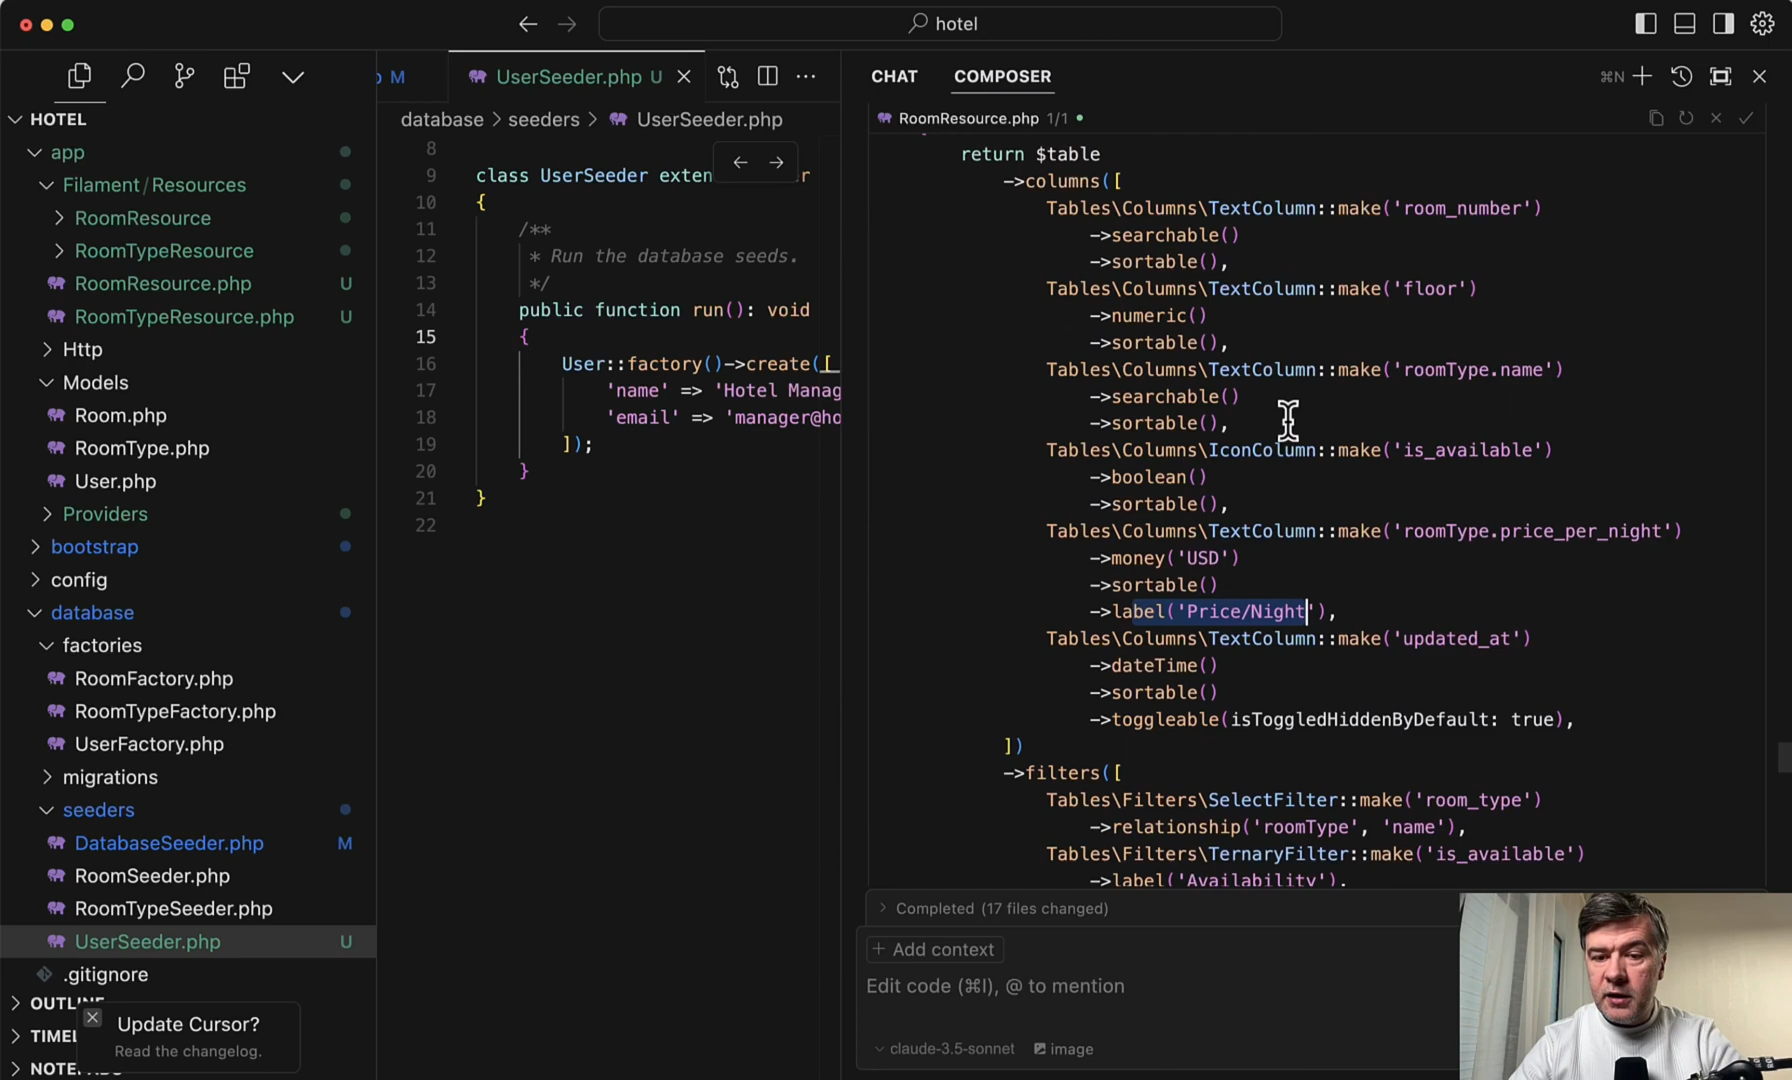 hotel
M
UserSeeder.php U
CHAT
COMPOSER
⌘N
HOTEL
app
Filament/Resources
RoomResource
RoomTypeResource
RoomResource.php U
RoomTypeResource.php U
Http
Models
Room.php
RoomType.php
User.php
Providers
bootstrap
config
database
factories
RoomFactory.php
RoomTypeFactory.php
UserFactory.php
migrations
seeders
DatabaseSeeder.php M
RoomSeeder.php
RoomTypeSeeder.php
UserSeeder.php U
.gitignore
OUTLINE
Update Cursor?
Read the changelog.
database > seeders > UserSeeder.php
8
9 class UserSeeder exten
10 {
11 /**
12 * Run the database seeds.
13 */
14 public function run(): void
15 {
16 User::factory()->create([
17 'name' => 'Hotel Manag
18 'email' => 'manager@ho
19 ]);
20 }
21 }
22
RoomResource.php 1/1
return $table
->columns([
Tables\Columns\TextColumn::make('room_number')
->searchable()
->sortable(),
Tables\Columns\TextColumn::make('floor')
->numeric()
->sortable(),
Tables\Columns\TextColumn::make('roomType.name')
->searchable()
->sortable(),
Tables\Columns\IconColumn::make('is_available')
->boolean()
->sortable(),
Tables\Columns\TextColumn::make('roomType.price_per_night')
->money('USD')
->sortable()
->label('Price/Night'),
Tables\Columns\TextColumn::make('updated_at')
->dateTime()
->sortable()
->toggleable(isToggledHiddenByDefault: true),
])
->filters([
Tables\Filters\SelectFilter::make('room_type')
->relationship('roomType', 'name'),
Tables\Filters\TernaryFilter::make('is_available')
->label('Availability'),
Completed (17 files changed)
+ Add context
Edit code (⌘I), @ to mention
claude-3.5-sonnet
image